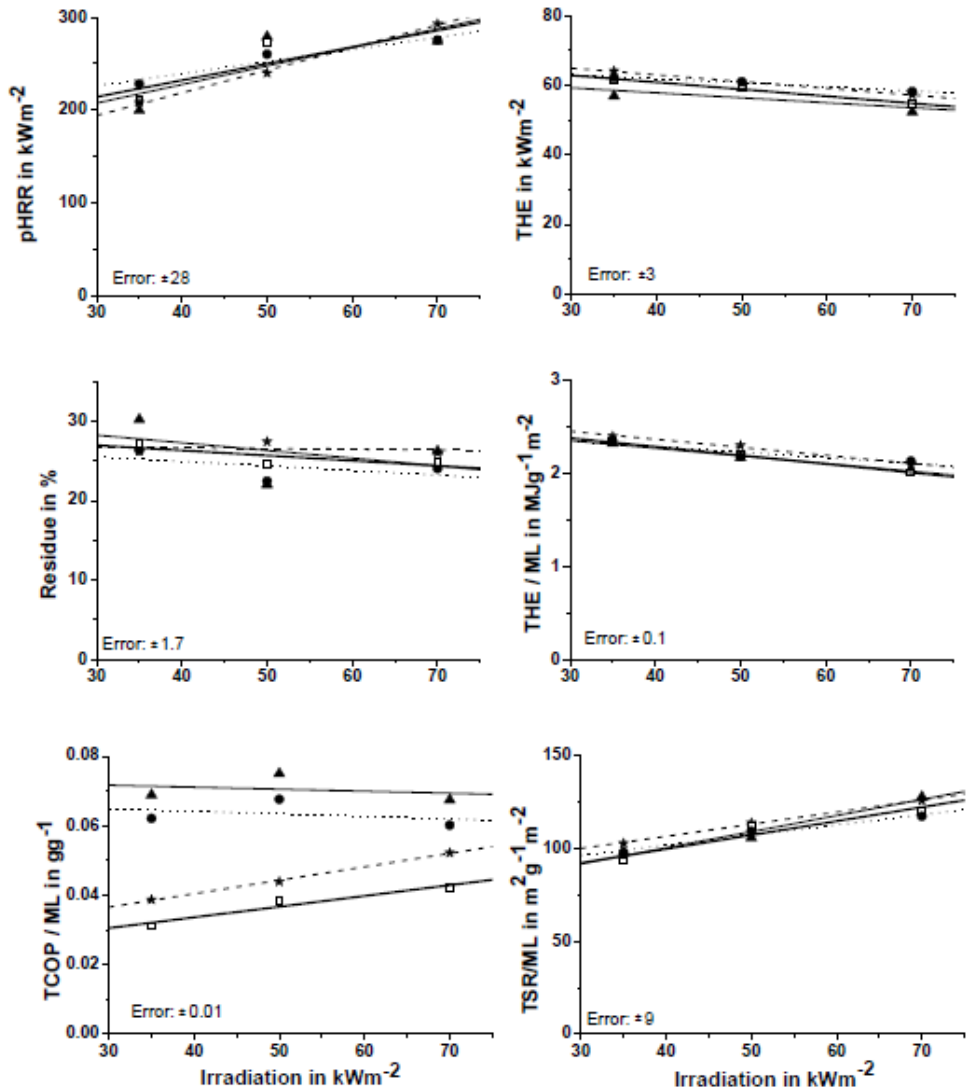 300
200
100
0
pHRR in kWm-2
Error: ±28
30 40 50 60 70
80
60
40
20
0
THE in kWm-2
Error: ±3
30 40 50 60 70
30
20
10
0
Residue in %
Error: ±1.7
30 40 50 60 70
3
2
1
0
THE / ML in MJg-1m-2
Error: ±0.1
30 40 50 60 70
0.08
0.06
0.04
0.02
0.00
TCOP / ML in gg-1
Error: ±0.01
30 40 50 60 70
Irradiation in kWm-2
150
100
50
0
TSR/ML in m2g-1m-2
Error: ±9
30 40 50 60 70
Irradiation in kWm-2